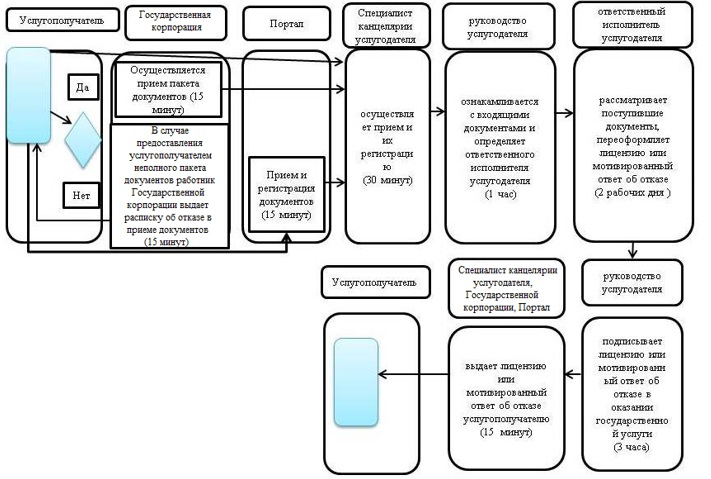 Услугополучатель
Государственная
корпорация
Портал
Специалист
канцелярии
услугодателя
руководство
услугодателя
ответственный
исполнитель
услугодателя
Да
Нет
Осуществляется
прием пакета
документов (15
минут)
В случае
предоставления
услугополучателем
неполного пакета
документов работник
Государственной
корпорации выдает
расписку об отказе в
приеме документов
(15 минут)
Прием и
регистрация
документов
(15 минут)
осуществля
ет прием и
их
регистраци
ю
(30 минут)
ознакамливается
с входящими
документами и
определяет
ответственного
исполнителя
услугодателя
(1 час)
рассматривает
поступившие
документы,
переоформляет
лицензию или
мотивированный
ответ об отказе
(2 рабочих дня )
Услугополучатель
Специалист канцелярии
услугодателя,
Государственной
корпорации, Портал
руководство
услугодателя
выдает лицензию
или
мотивированный
ответ об отказе
услугополучателю
(15 минут)
подписывает
лицензию или
мотивированн
ый ответ об
отказе в
оказании
государственно
й услуги
(3 часа)